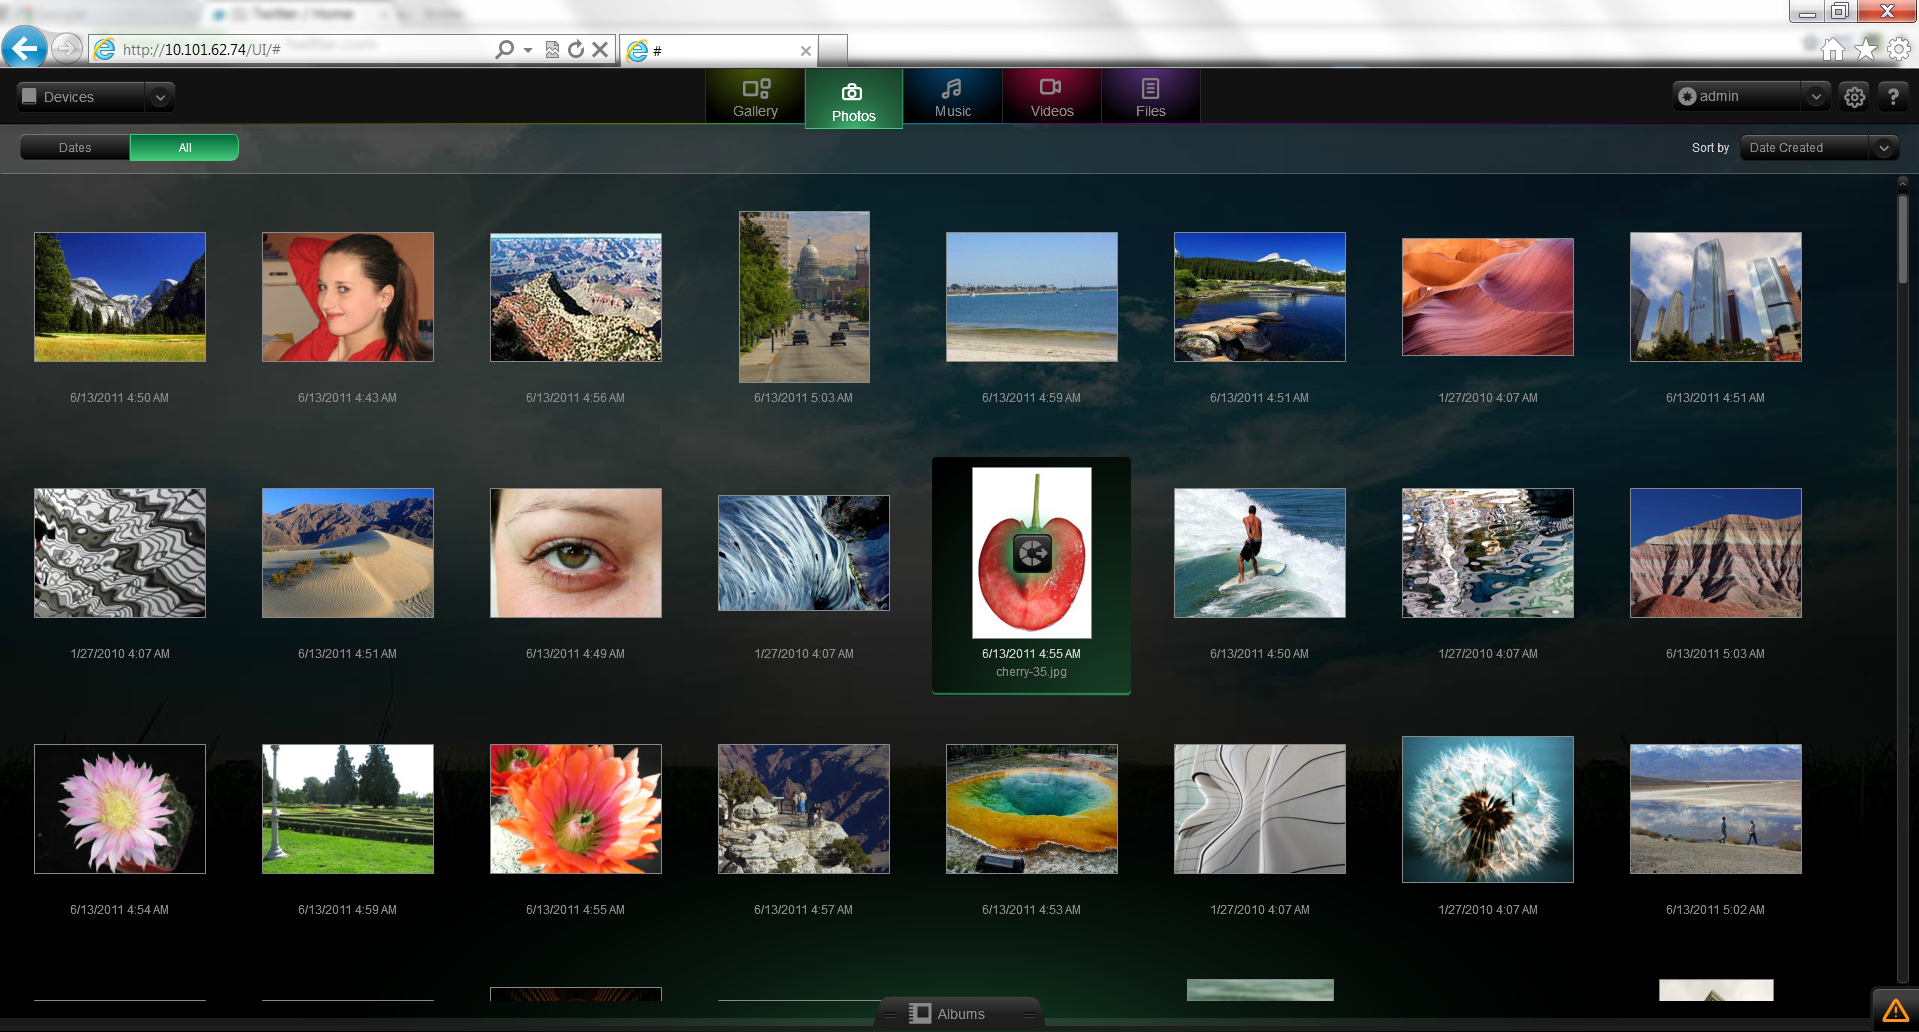 Twitter / Home
http://10.101.62.74/UI/#
#
Devices
Gallery
Photos
Music
Videos
Files
admin
?
Dates
All
Sort by
Date Created
6/13/2011 4:50 AM
6/13/2011 4:43 AM
6/13/2011 4:56 AM
6/13/2011 5:03 AM
6/13/2011 4:59 AM
6/13/2011 4:51 AM
1/27/2010 4:07 AM
6/13/2011 4:51 AM
1/27/2010 4:07 AM
6/13/2011 4:51 AM
6/13/2011 4:49 AM
1/27/2010 4:07 AM
6/13/2011 4:55 AM
cherry-35.jpg
6/13/2011 4:50 AM
1/27/2010 4:07 AM
6/13/2011 5:03 AM
6/13/2011 4:54 AM
6/13/2011 4:59 AM
6/13/2011 4:55 AM
6/13/2011 4:57 AM
6/13/2011 4:53 AM
1/27/2010 4:07 AM
1/27/2010 4:07 AM
6/13/2011 5:02 AM
Albums